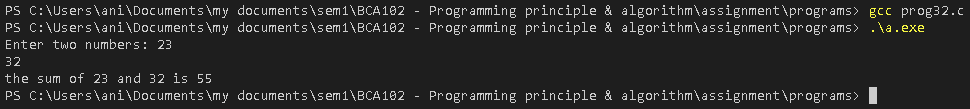 PS C:\Users\ani\Documents\my documents\sem1\BCA102 - Programming principle & algorithm\assignment\programs> gcc prog32.c
PS C:\Users\ani\Documents\my documents\sem1\BCA102 - Programming principle & algorithm\assignment\programs> .\a.exe
Enter two numbers: 23
32
the sum of 23 and 32 is 55
PS C:\Users\ani\Documents\my documents\sem1\BCA102 - Programming principle & algorithm\assignment\programs>